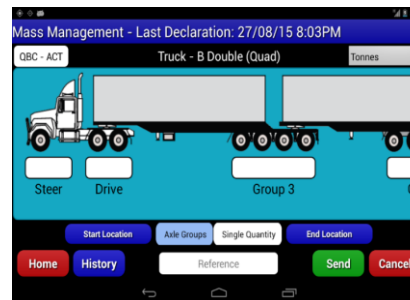 Mass Management - Last Declaration: 27/08/15 8:03PM
QBC - ACT Truck - B Double (Quad) Tonnes
Steer Drive Group 3
Start Location Axle Groups Single Quantity End Location
Home History Reference Send Cancel